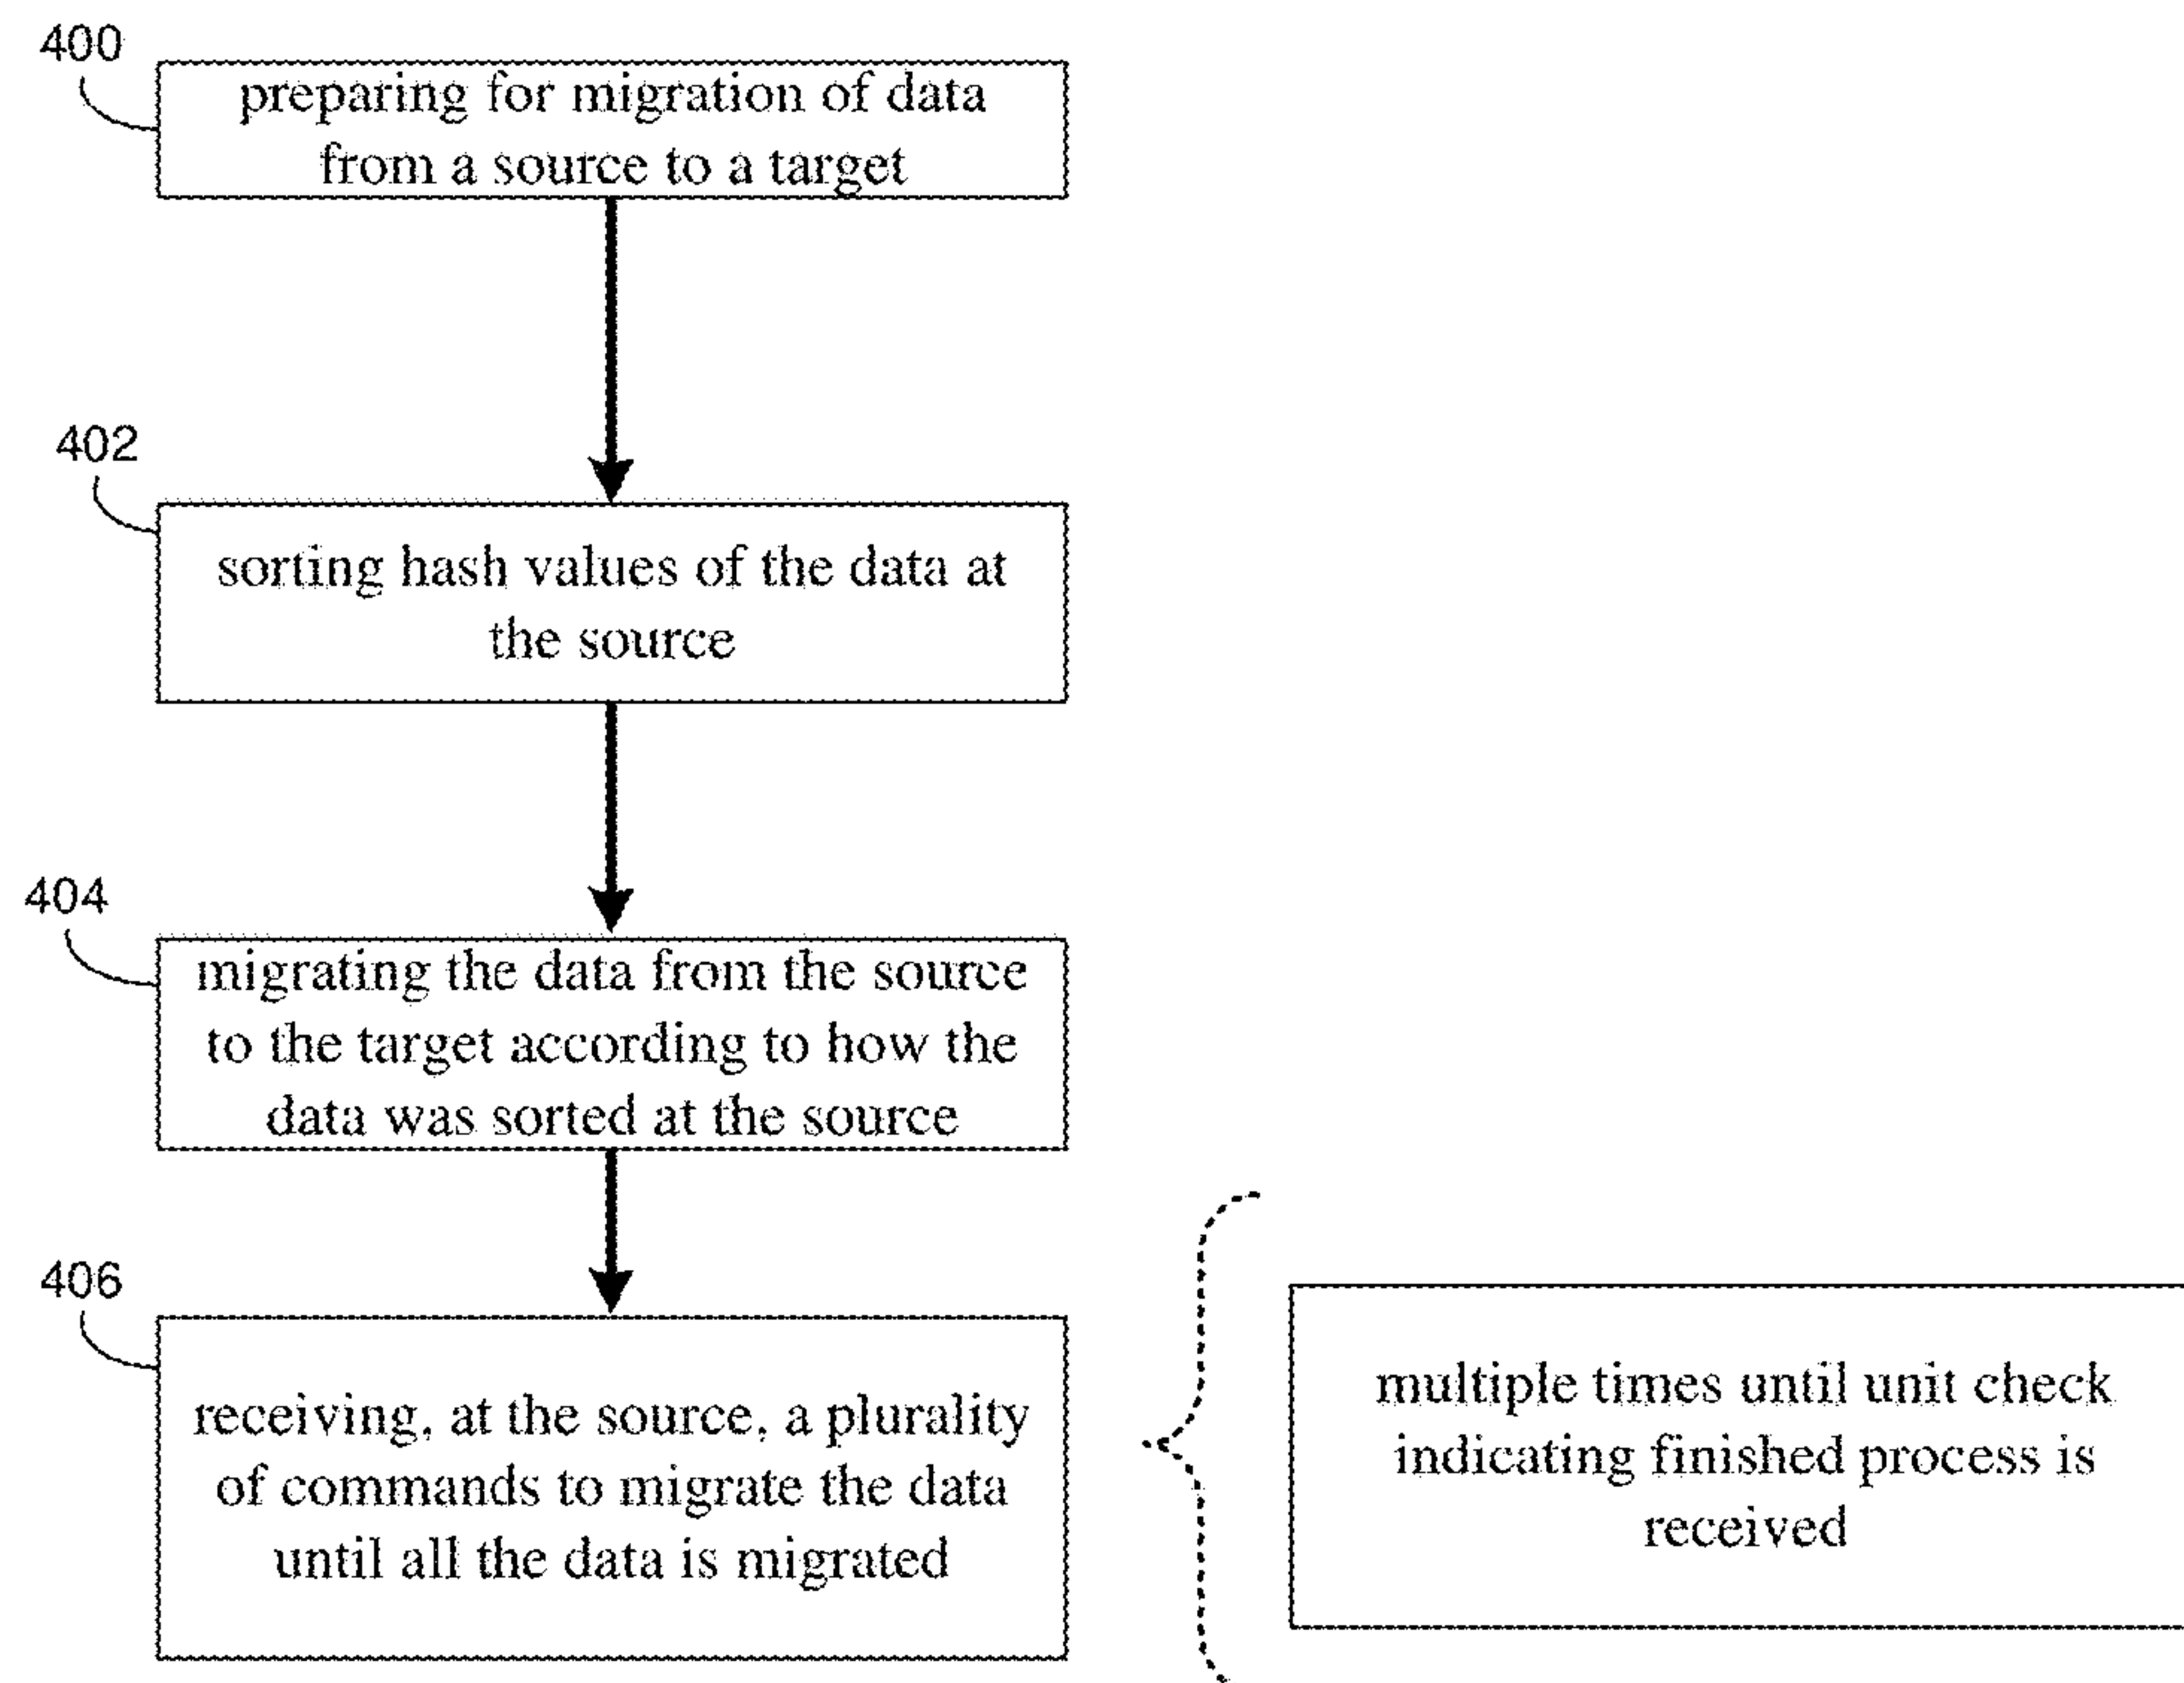 400
preparing for migration of data
from a source to a target
402
sorting hash values of the data at
the source
404
migrating the data from the source
to the target according to how the
data was sorted at the source
406
receiving, at the source, a plurality
of commands to migrate the data
until all the data is migrated
multiple times until unit check
indicating finished process is
received